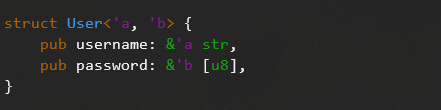 struct User<'a, 'b> {
    pub username: &'a str,
    pub password: &'b [u8],
}